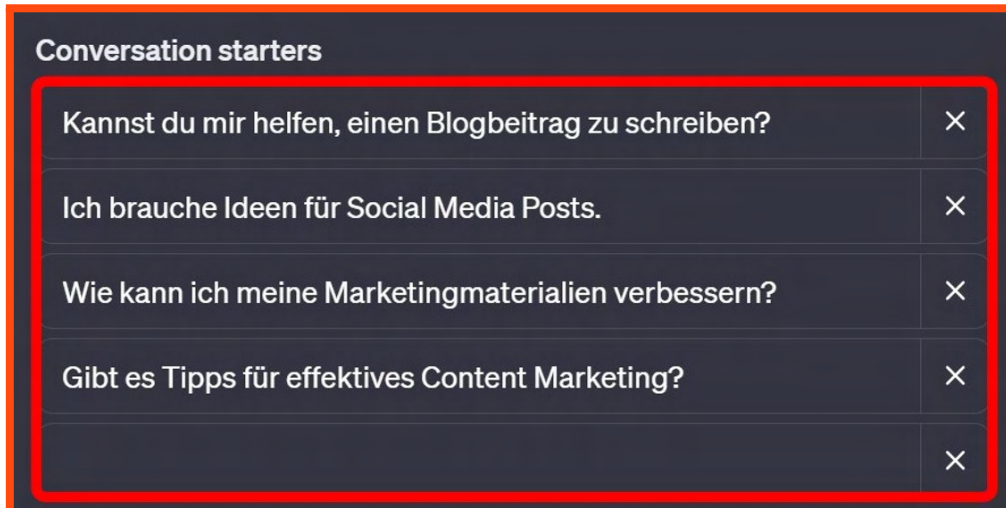 Conversation starters
Kannst du mir helfen, einen Blogbeitrag zu schreiben?
Ich brauche Ideen für Social Media Posts.
Wie kann ich meine Marketingmaterialien verbessern?
Gibt es Tipps für effektives Content Marketing?